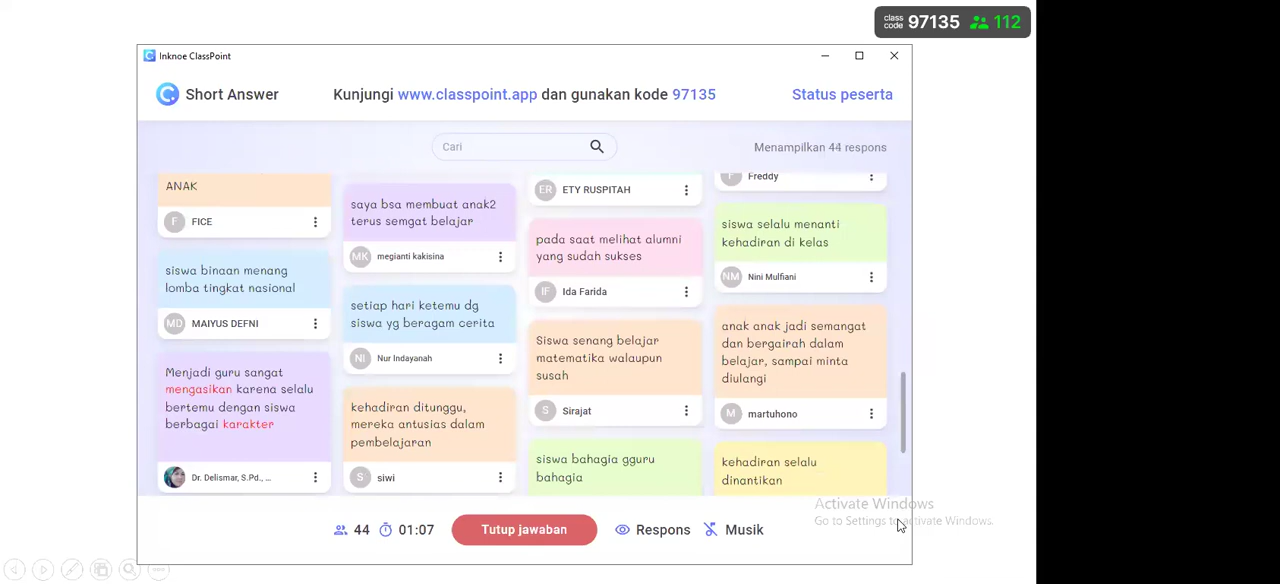 class code 97135 112
Inknoe ClassPoint
Short Answer
Kunjungi www.classpoint.app dan gunakan kode 97135
Status peserta
Cari
Menampilkan 44 respons
ANAK
F FICE
siswa binaan menang
lomba tingkat nasional
MD MAIYUS DEFNI
Menjadi guru sangat
mengasikan karena selalu
bertemu dengan siswa
berbagai karakter
Dr. Delismar, S.Pd., ...
saya bsa membuat anak2
terus semgat belajar
MK megianti kakisina
setiap hari ketemu dg
siswa yg beragam cerita
NI Nur Indayanah
kehadiran ditunggu,
mereka antusias dalam
pembelajaran
S siwi
ER ETY RUSPITAH
pada saat melihat alumni
yang sudah sukses
IF Ida Farida
Siswa senang belajar
matematika walaupun
susah
S Sirajat
siswa bahagia gguru
bahagia
F Freddy
siswa selalu menanti
kehadiran di kelas
NM Nini Mulfiani
anak anak jadi semangat
dan bergairah dalam
belajar, sampai minta
diulangi
M martuhono
kehadiran selalu
dinantikan
44 01:07 Tutup jawaban Respons Musik
Activate Windows
Go to Settings to activate Windows.